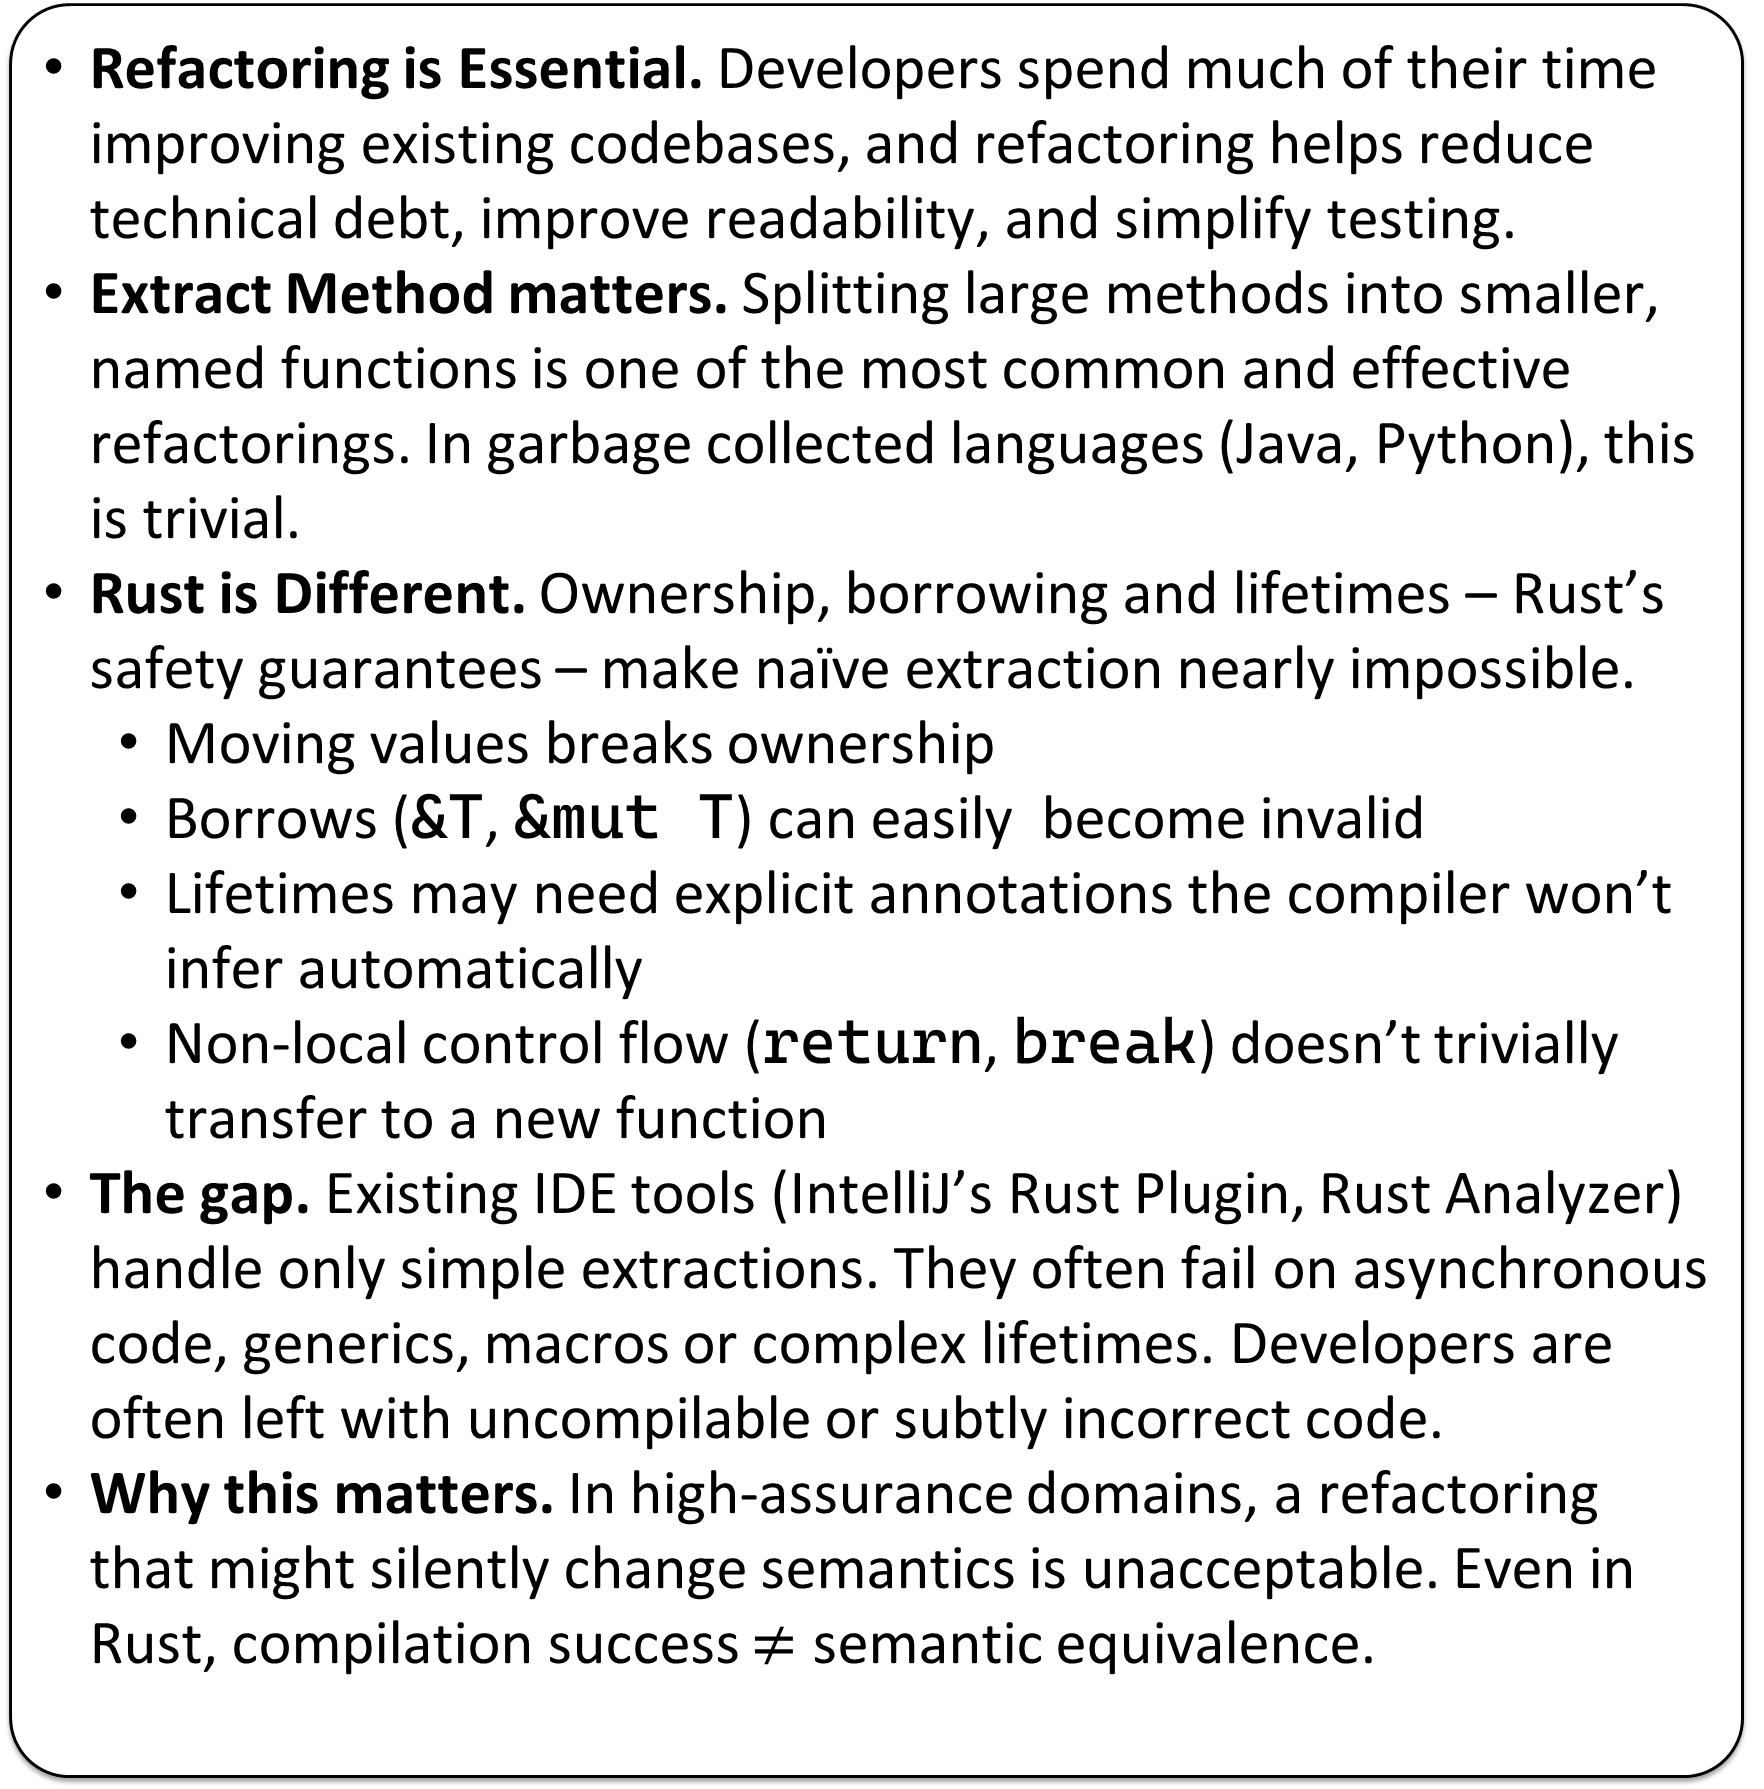 • Refactoring is Essential. Developers spend much of their time
improving existing codebases, and refactoring helps reduce
technical debt, improve readability, and simplify testing.
• Extract Method matters. Splitting large methods into smaller,
named functions is one of the most common and effective
refactorings. In garbage collected languages (Java, Python), this
is trivial.
• Rust is Different. Ownership, borrowing and lifetimes – Rust’s
safety guarantees – make naïve extraction nearly impossible.
• Moving values breaks ownership
• Borrows (&T, &mut T) can easily  become invalid
• Lifetimes may need explicit annotations the compiler won’t
infer automatically
• Non-local control flow (return, break) doesn’t trivially
transfer to a new function
• The gap. Existing IDE tools (IntelliJ’s Rust Plugin, Rust Analyzer)
handle only simple extractions. They often fail on asynchronous
code, generics, macros or complex lifetimes. Developers are
often left with uncompilable or subtly incorrect code.
• Why this matters. In high-assurance domains, a refactoring
that might silently change semantics is unacceptable. Even in
Rust, compilation success ≠ semantic equivalence.